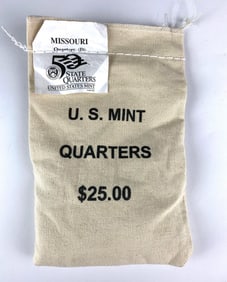 MISSOURI
50
STATE
QUARTERS
UNITED STATES MINT
U. S. MINT
QUARTERS
$25.00